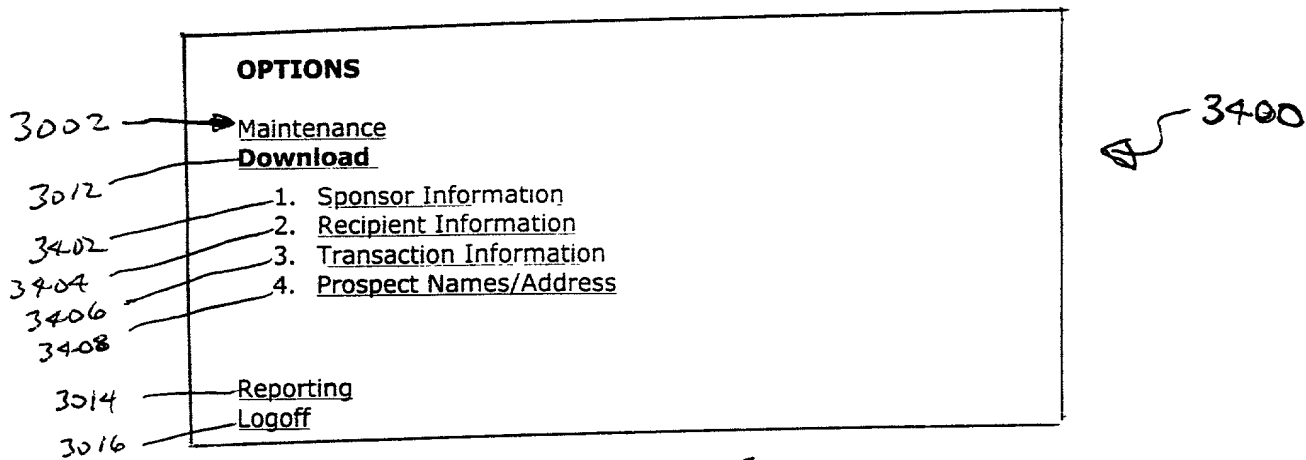 OPTIONS
3002 Maintenance
3400
3012 Download
3402 1. Sponsor Information
3404 2. Recipient Information
3406 3. Transaction Information
3408 4. Prospect Names/Address
3014 Reporting
3016 Logoff